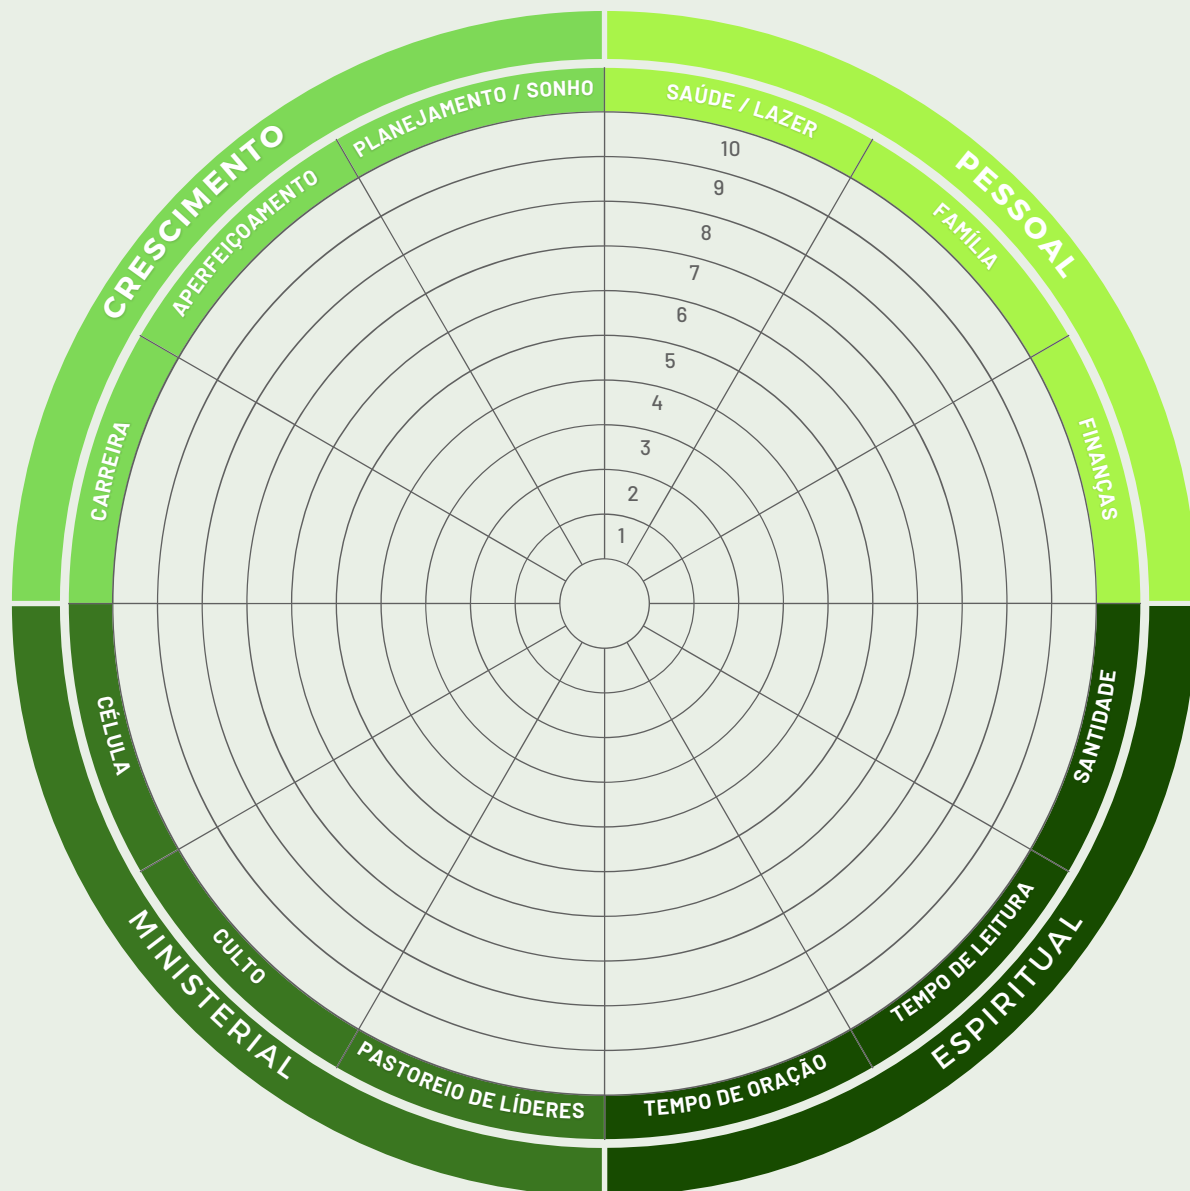 CRESCIMENTO
PLANEJAMENTO / SONHO
APERFEIÇOAMENTO
CARREIRA
PESSOAL
SAÚDE / LAZER
FAMÍLIA
FINANÇAS
10
9
8
7
6
5
4
3
2
1
MINISTERIAL
CÉLULA
CULTO
PASTOREIO DE LÍDERES
ESPIRITUAL
SANTIDADE
TEMPO DE LEITURA
TEMPO DE ORAÇÃO